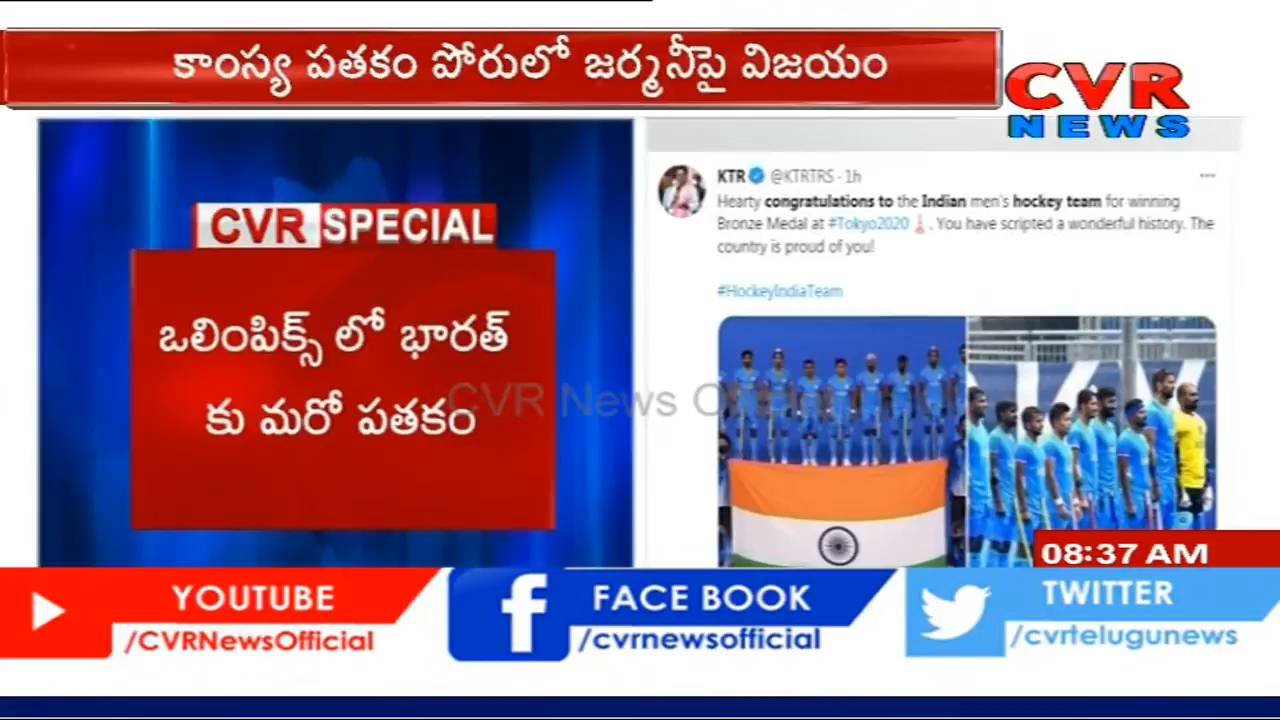 కాంస్య పతకం పోరులో జర్మనీపై విజయం
CVR
NEWS
CVR SPECIAL
ఒలింపిక్స్ లో భారత్
కు మరో పతకం
KTR @KTRTRS · 1h
Hearty congratulations to the Indian men's hockey team for winning
Bronze Medal at #Tokyo2020 . You have scripted a wonderful history. The
country is proud of you!
#HockeyIndiaTeam
CVR News
08:37 AM
YOUTUBE
/CVRNewsOfficial
FACE BOOK
/cvrnewsofficial
TWITTER
/cvrtelugunews